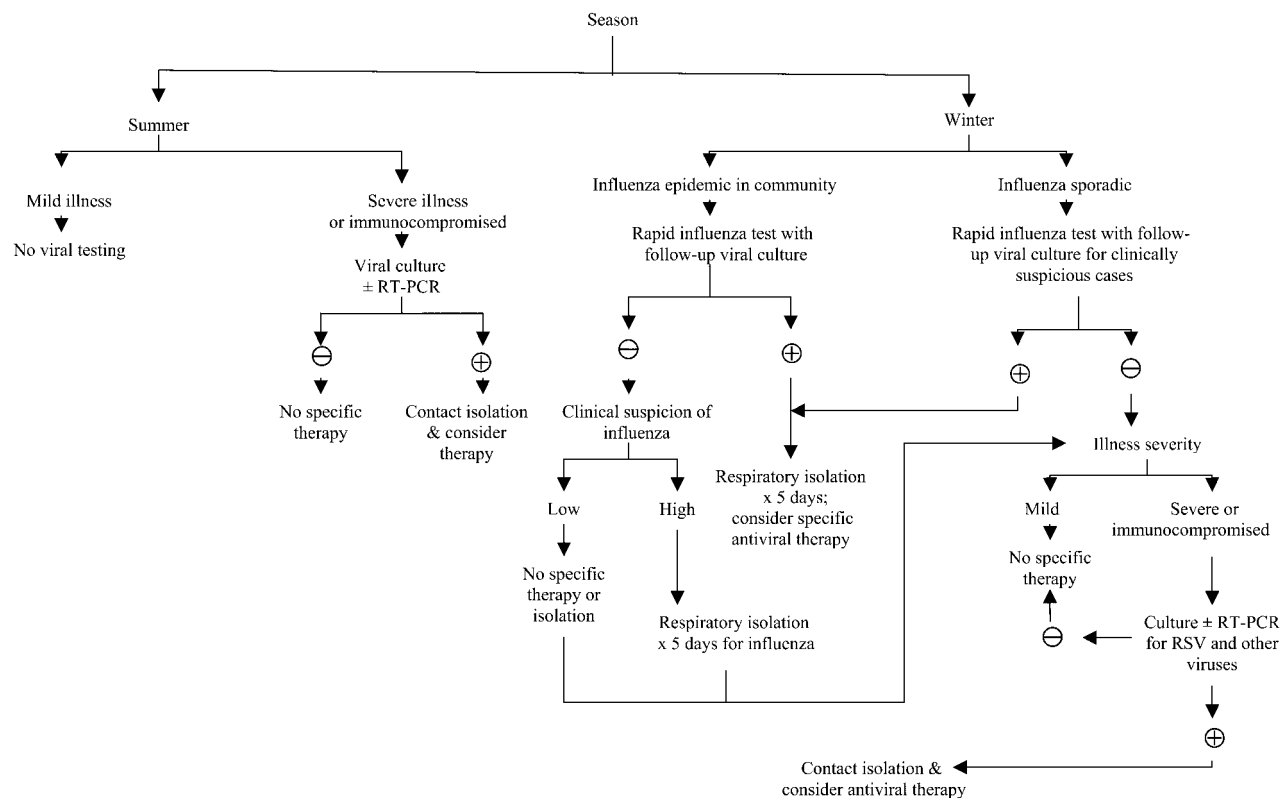 Season
Summer
Winter
Mild illness
No viral testing
Severe illness
or immunocompromised
Viral culture
± RT-PCR
⊖
No specific
therapy
⊕
Contact isolation
& consider
therapy
Influenza epidemic in community
Rapid influenza test with
follow-up viral culture
⊖
Clinical suspicion of
influenza
Low
No specific
therapy or
isolation
High
Respiratory isolation
x 5 days for influenza
⊕
Respiratory isolation
x 5 days;
consider specific
antiviral therapy
Influenza sporadic
Rapid influenza test with follow-
up viral culture for clinically
suspicious cases
⊕
⊖
Illness severity
Mild
No specific
therapy
Severe or
immunocompromised
Culture ± RT-PCR
for RSV and other
viruses
⊖
⊕
Contact isolation &
consider antiviral therapy